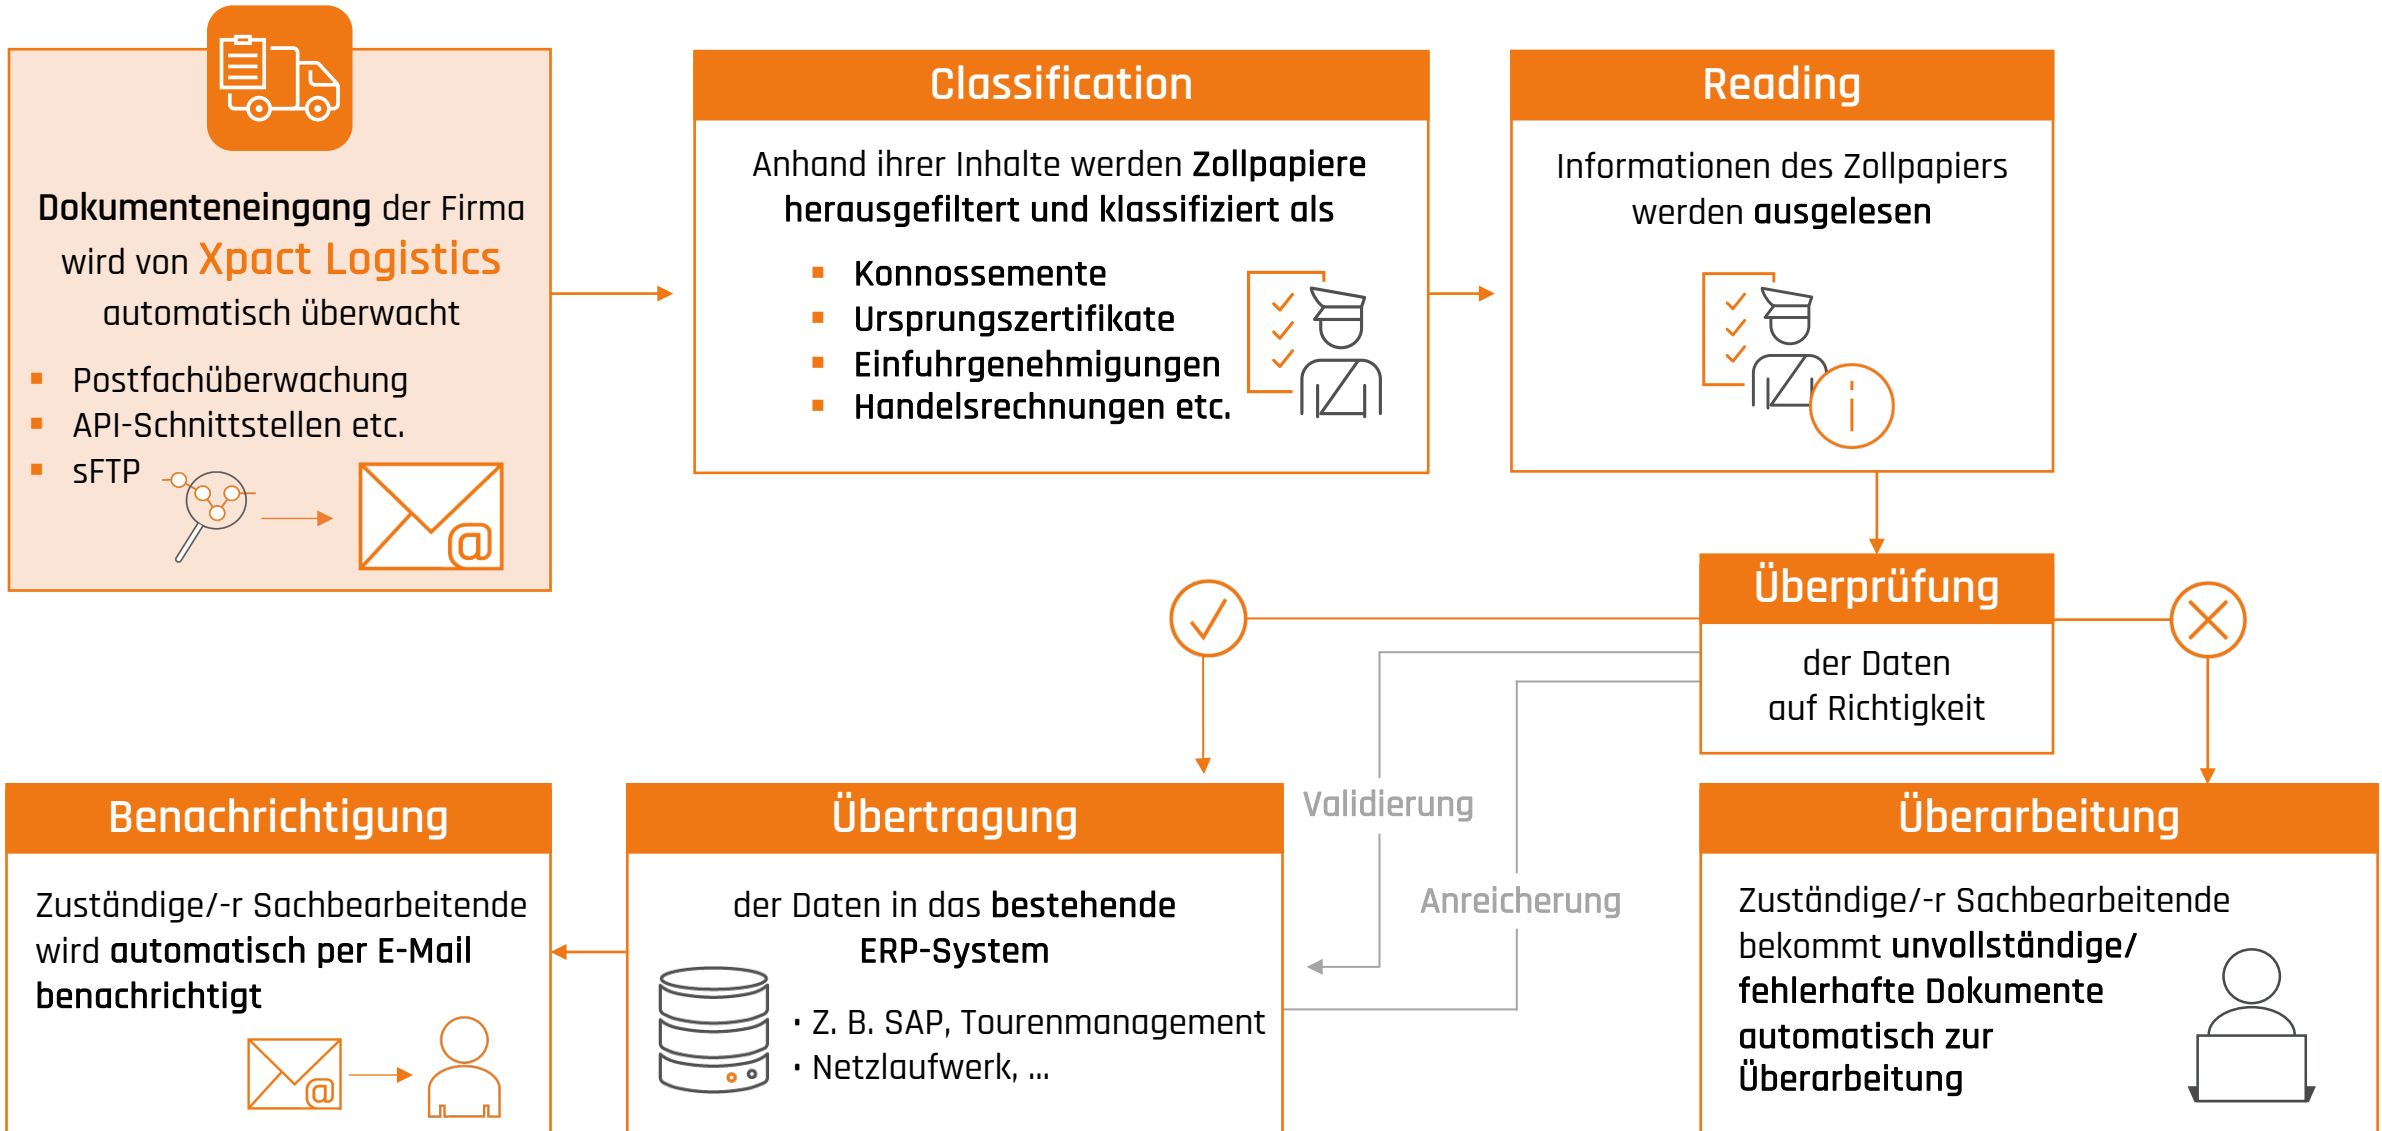 Dokumenteneingang der Firma
wird von Xpact Logistics
automatisch überwacht
▪ Postfachüberwachung
▪ API-Schnittstellen etc.
▪ sFTP
@
Classification
Anhand ihrer Inhalte werden Zollpapiere
herausgefiltert und klassifiziert als
▪ Konnossemente
▪ Ursprungszertifikate
▪ Einfuhrgenehmigungen
▪ Handelsrechnungen etc.
Reading
Informationen des Zollpapiers
werden ausgelesen
i
Überprüfung
der Daten
auf Richtigkeit
Validierung
Anreicherung
Überarbeitung
Zuständige/-r Sachbearbeitende
bekommt unvollständige/
fehlerhafte Dokumente
automatisch zur
Überarbeitung
Übertragung
der Daten in das bestehende
ERP-System
· Z. B. SAP, Tourenmanagement
· Netzlaufwerk, ...
Benachrichtigung
Zuständige/-r Sachbearbeitende
wird automatisch per E-Mail
benachrichtigt
@